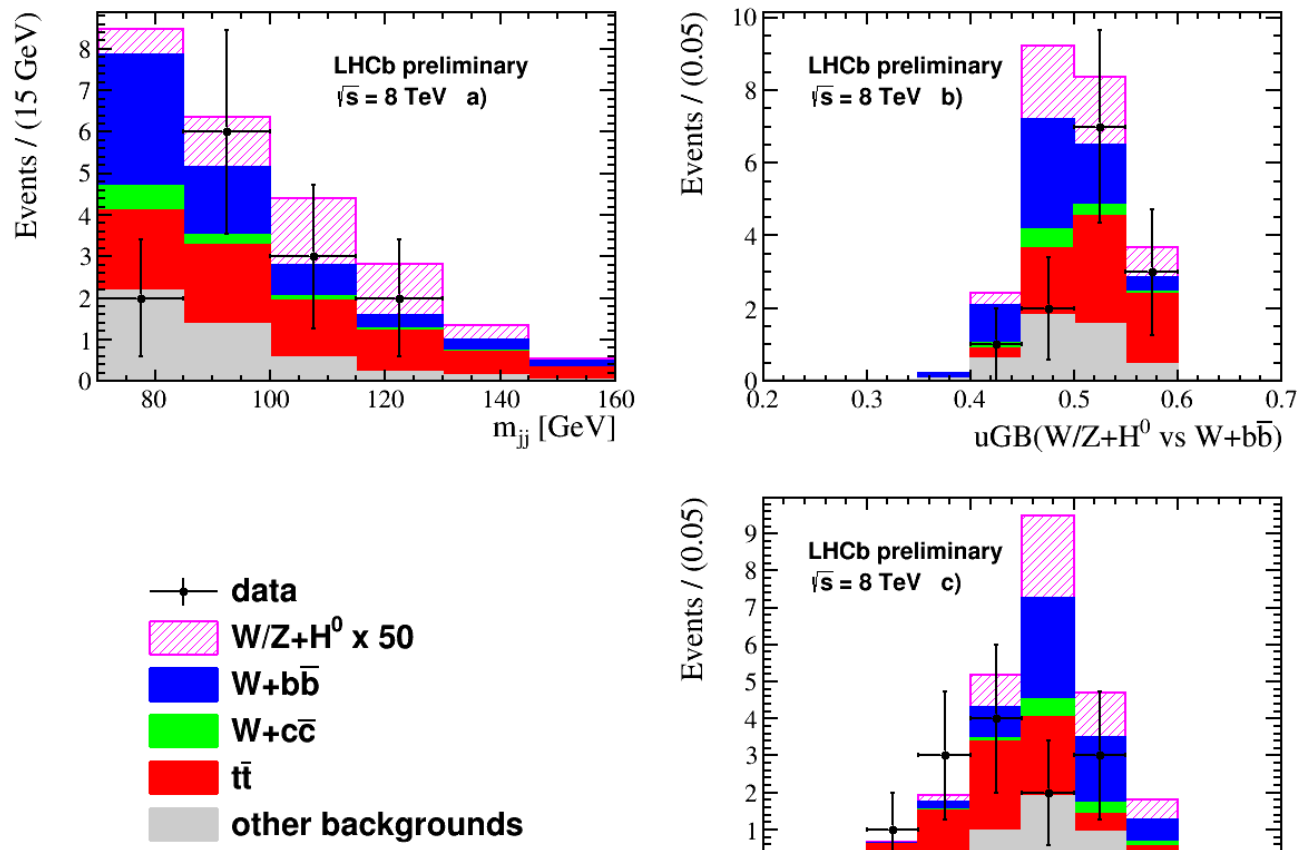 Events / (15 GeV)
8
7
6
5
4
3
2
1
0
LHCb preliminary
√s = 8 TeV a)
80 100 120 140 160
m_jj [GeV]
Events / (0.05)
10
8
6
4
2
0
LHCb preliminary
√s = 8 TeV b)
0.2 0.3 0.4 0.5 0.6 0.7
uGB(W/Z+H⁰ vs W+bb̅)
data
W/Z+H⁰ x 50
W+bb̅
W+cc̅
tt̅
other backgrounds
Events / (0.05)
9
8
7
6
5
4
3
2
1
LHCb preliminary
√s = 8 TeV c)